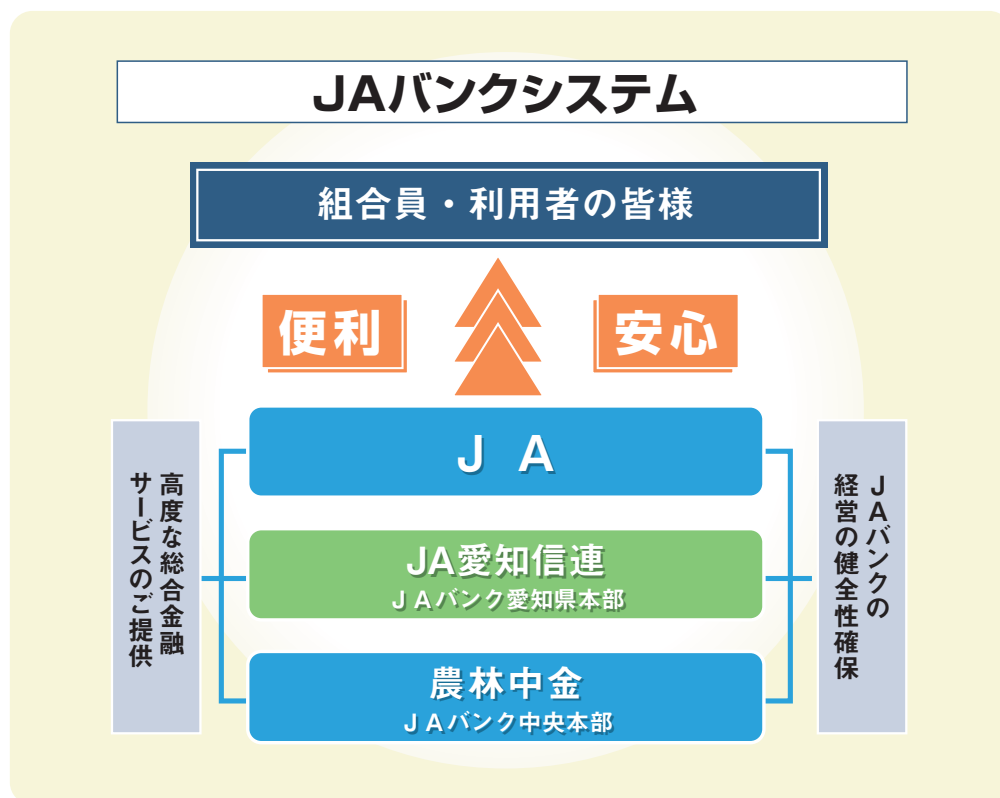 JAバンクシステム
組合員・利用者の皆様
便利
安心
高度な総合金融
サービスのご提供
J A
JA愛知信連
JAバンク愛知県本部
農林中金
JAバンク中央本部
JAバンクの
経営の健全性確保